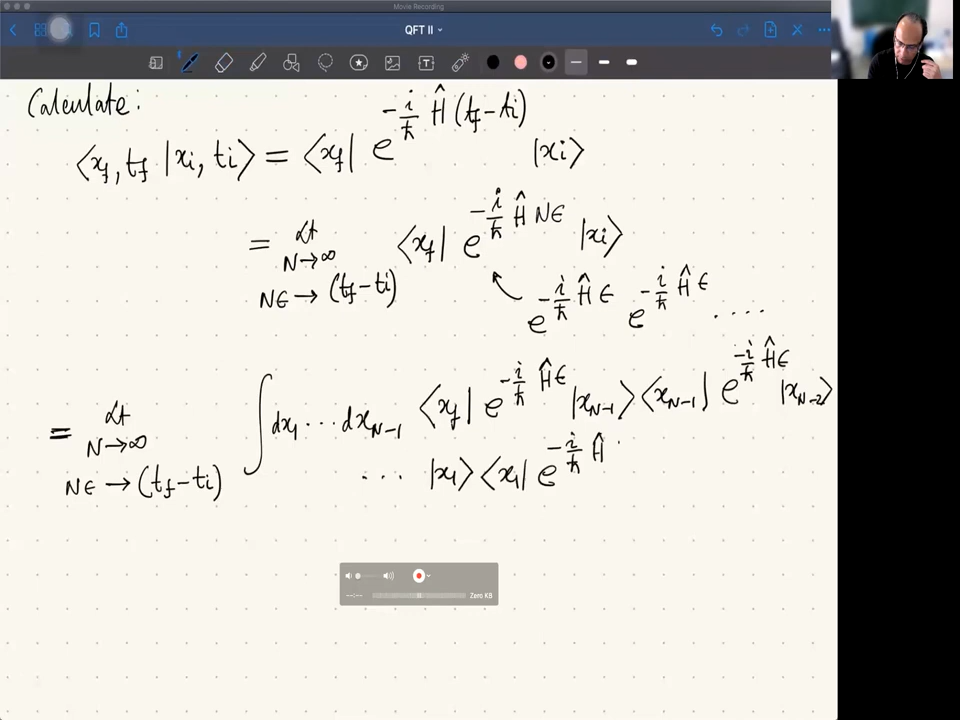 Movie Recording
QFT II
Calculate:
⟨x_f, t_f | x_i, t_i⟩ = ⟨x_f| e^{-i/ħ Ĥ (t_f - t_i)} |x_i⟩
= Lt_{N→∞, Nϵ → (t_f - t_i)} ⟨x_f| e^{-i/ħ Ĥ Nϵ} |x_i⟩
e^{-i/ħ Ĥ ϵ} e^{-i/ħ Ĥ ϵ} ....
= Lt_{N→∞, Nϵ → (t_f - t_i)} ∫ dx_1 ... dx_{N-1} ⟨x_f| e^{-i/ħ Ĥϵ} |x_{N-1}⟩ ⟨x_{N-1}| e^{-i/ħ Ĥϵ} |x_{N-2}⟩
... |x_1⟩ ⟨x_1| e^{-i/ħ Ĥ
--:-- Zero KB